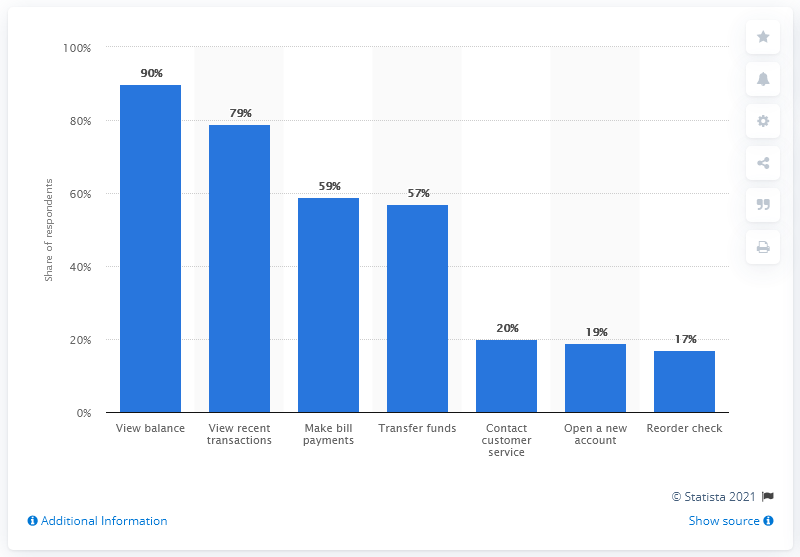 100%
80%
60%
40%
20%
0%
Share of respondents
90%
79%
59%
57%
20%
19%
17%
View balance
View recent
transactions
Make bill
payments
Transfer funds
Contact
customer
service
Open a new
account
Reorder check
© Statista 2021
Additional Information
Show source